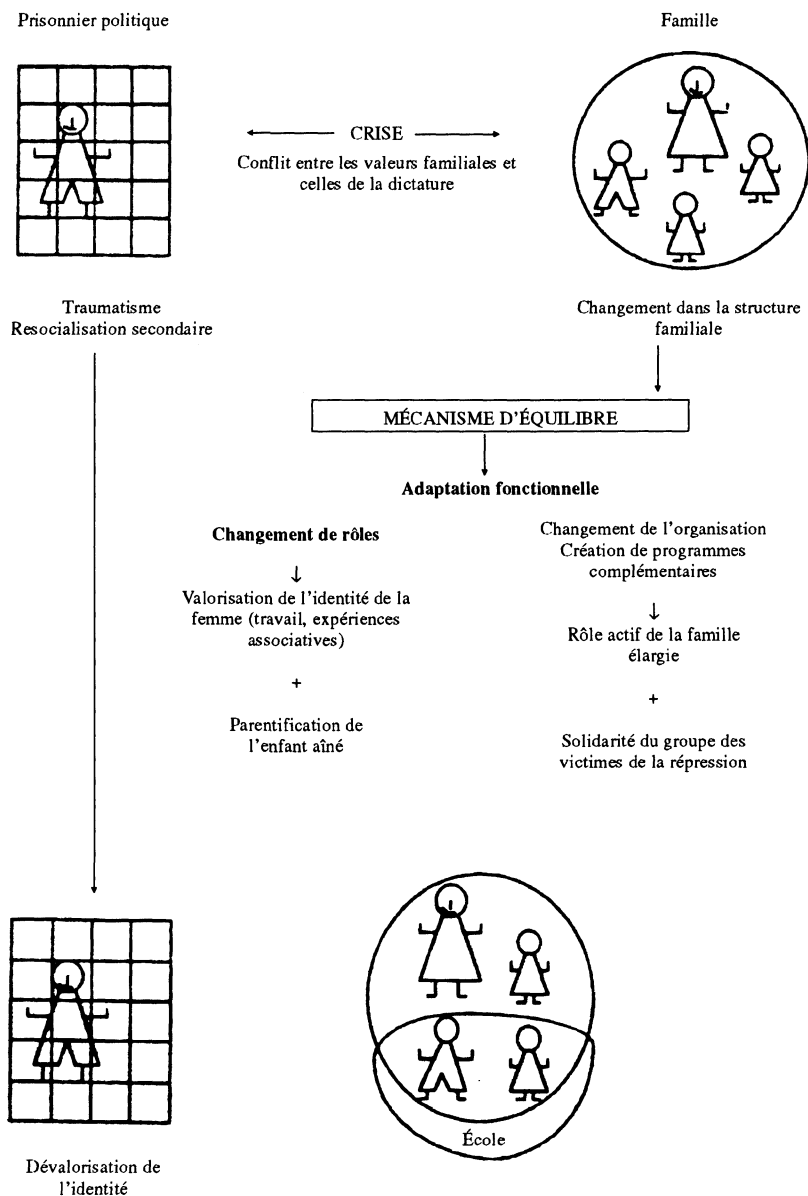 Prisonnier politique
Famille
CRISE
Conflit entre les valeurs familiales et
celles de la dictature
Traumatisme
Resocialisation secondaire
Changement dans la structure
familiale
MÉCANISME D'ÉQUILIBRE
Adaptation fonctionnelle
Changement de rôles
Valorisation de l'identité de la
femme (travail, expériences
associatives)
+
Parentification de
l'enfant aîné
Changement de l'organisation
Création de programmes
complémentaires
Rôle actif de la famille
élargie
+
Solidarité du groupe des
victimes de la répression
École
Dévalorisation de
l'identité